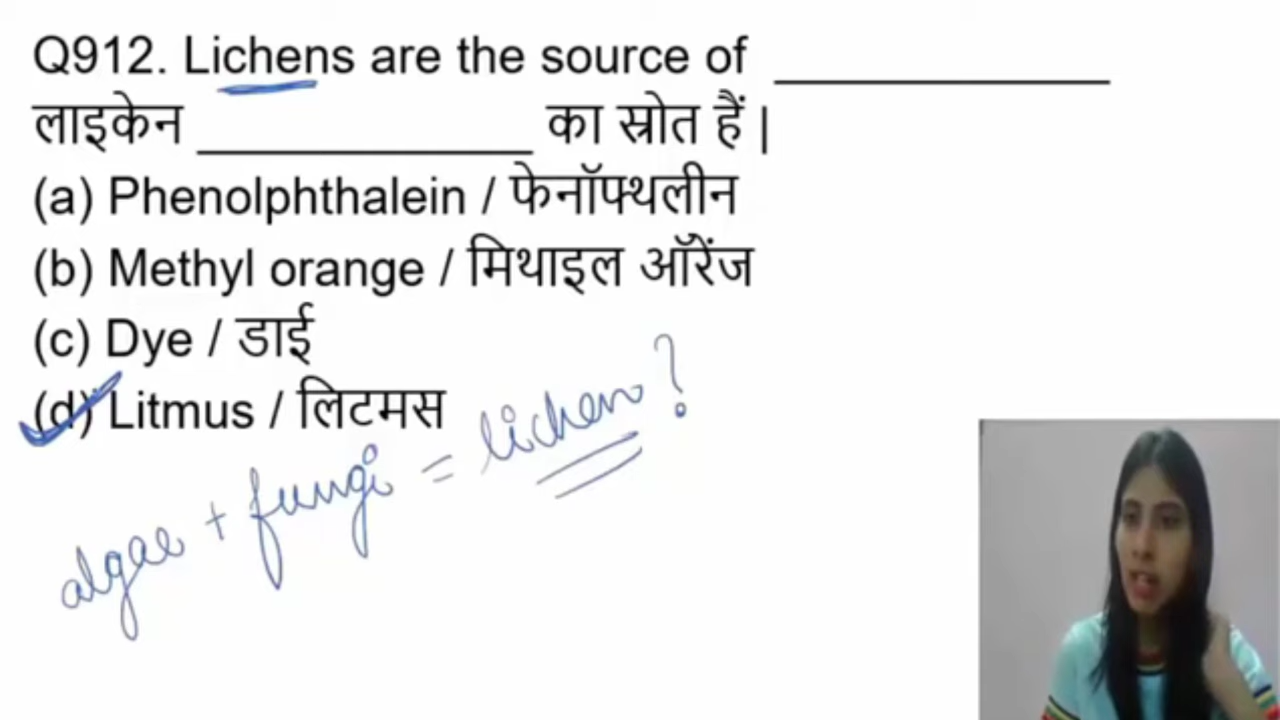 Q912. Lichens are the source of ____________
लाइकेन ____________ का स्रोत हैं |
(a) Phenolphthalein / फेनॉफ्थलीन
(b) Methyl orange / मिथाइल ऑरेंज
(c) Dye / डाई
(d) Litmus / लिटमस
algae + fungi = lichen?